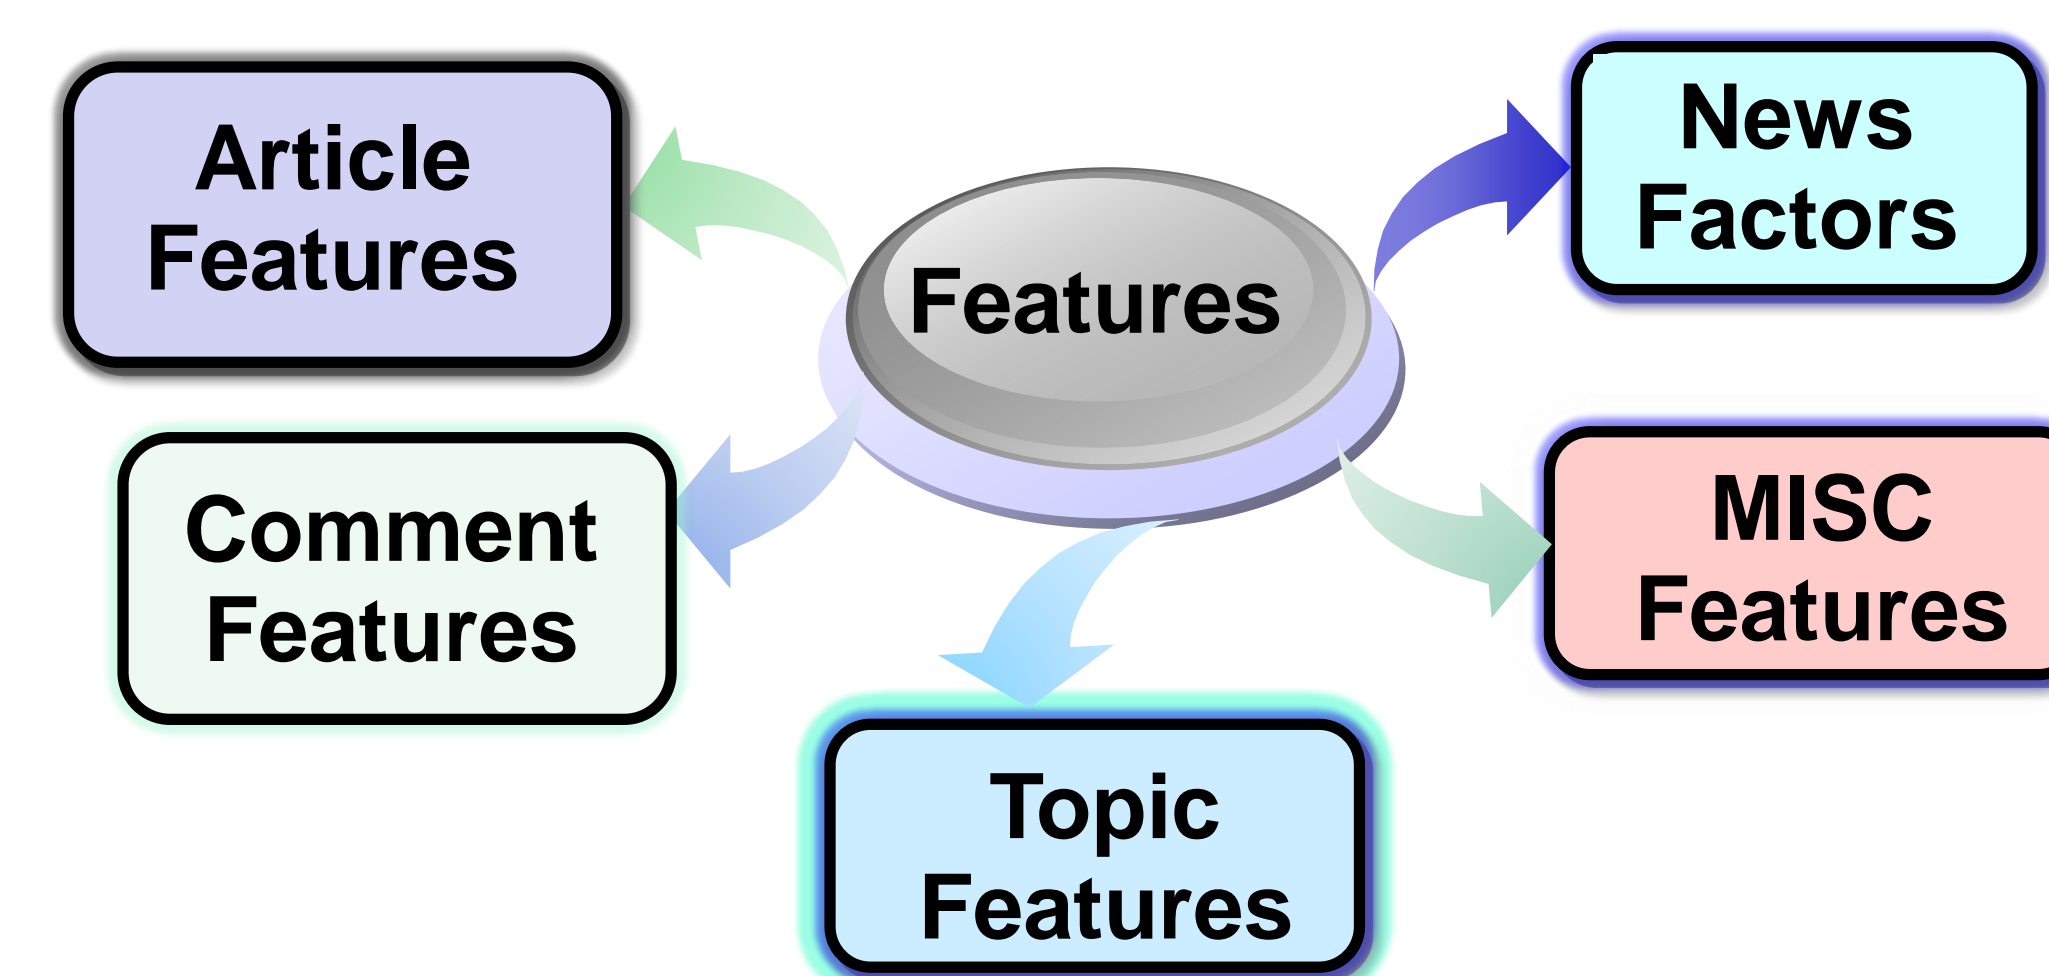 Article
Features
Features
News
Factors
Comment
Features
MISC
Features
Topic
Features